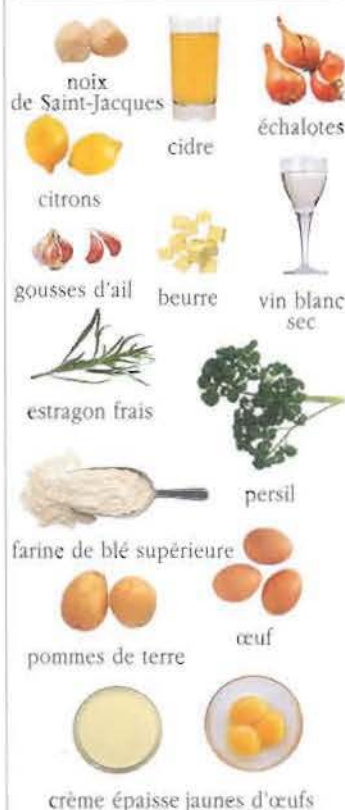 noix
de Saint-Jacques
cidre
échalotes
citrons
gousses d'ail
beurre
vin blanc
sec
estragon frais
persil
farine de blé supérieure
œuf
pommes de terre
crème épaisse
jaunes d'œufs